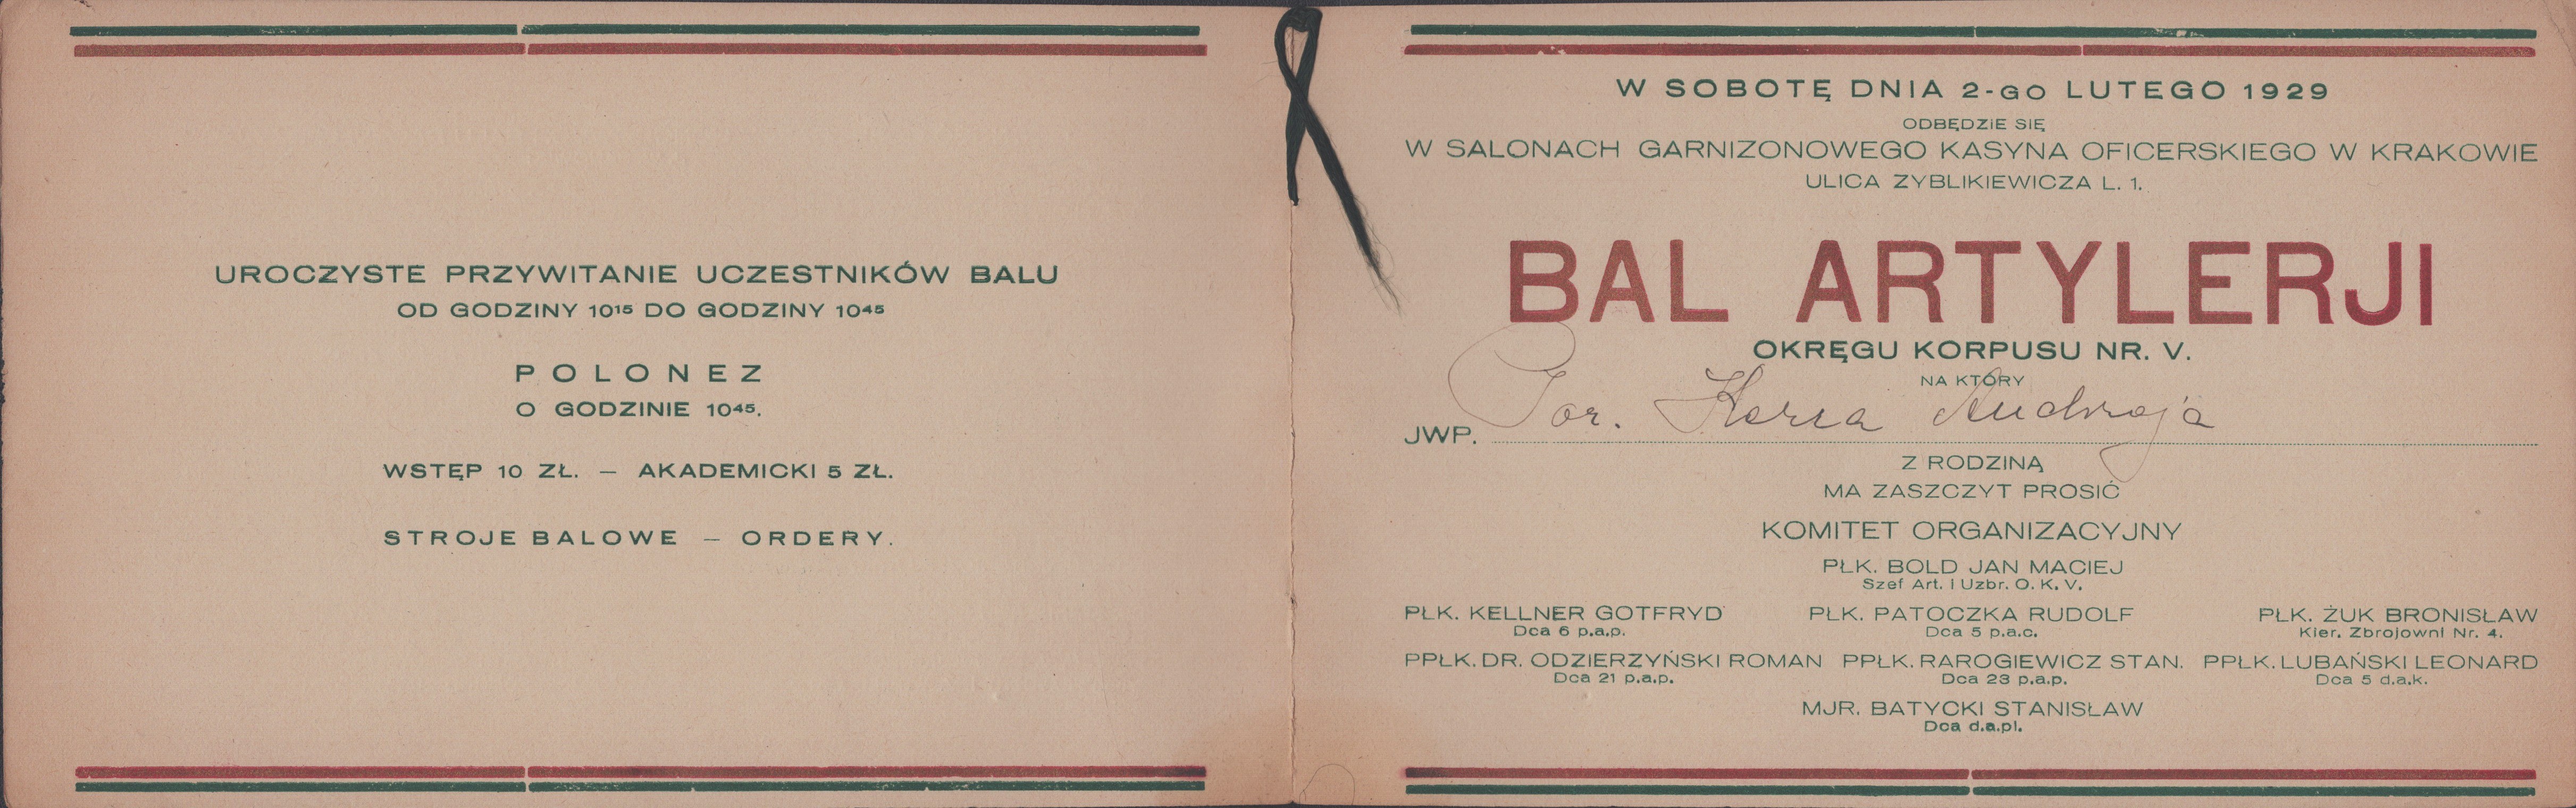 UROCZYSTE PRZYWITANIE UCZESTNIKÓW BALU
OD GODZINY 10¹⁵ DO GODZINY 10⁴⁵
POLONEZ
O GODZINIE 10⁴⁵.
WSTĘP 10 ZŁ. — AKADEMICKI 5 ZŁ.
STROJE BALOWE — ORDERY.
W SOBOTĘ DNIA 2-GO LUTEGO 1929
ODBĘDZIE SIĘ
W SALONACH GARNIZONOWEGO KASYNA OFICERSKIEGO W KRAKOWIE
ULICA ZYBLIKIEWICZA L. 1.
BAL ARTYLERJI
OKRĘGU KORPUSU NR. V.
NA KTÓRY
JWP. Por. Andrzeja
Z RODZINĄ
MA ZASZCZYT PROSIĆ
KOMITET ORGANIZACYJNY
PŁK. BOLD JAN MACIEJ
Szef Art. i Uzbr. O. K. V.
PŁK. KELLNER GOTFRYD PŁK. PATOCZKA RUDOLF PŁK. ŻUK BRONISŁAW
Dca 6 p.a.p. Dca 5 p.a.c. Kier. Zbrojowni Nr. 4.
PPŁK. DR. ODZIERZYŃSKI ROMAN PPŁK. RAROGIEWICZ STAN. PPŁK. LUBAŃSKI LEONARD
Dca 21 p.a.p. Dca 23 p.a.p. Dca 5 d.a.k.
MJR. BATYCKI STANISŁAW
Dca d.a.pl.